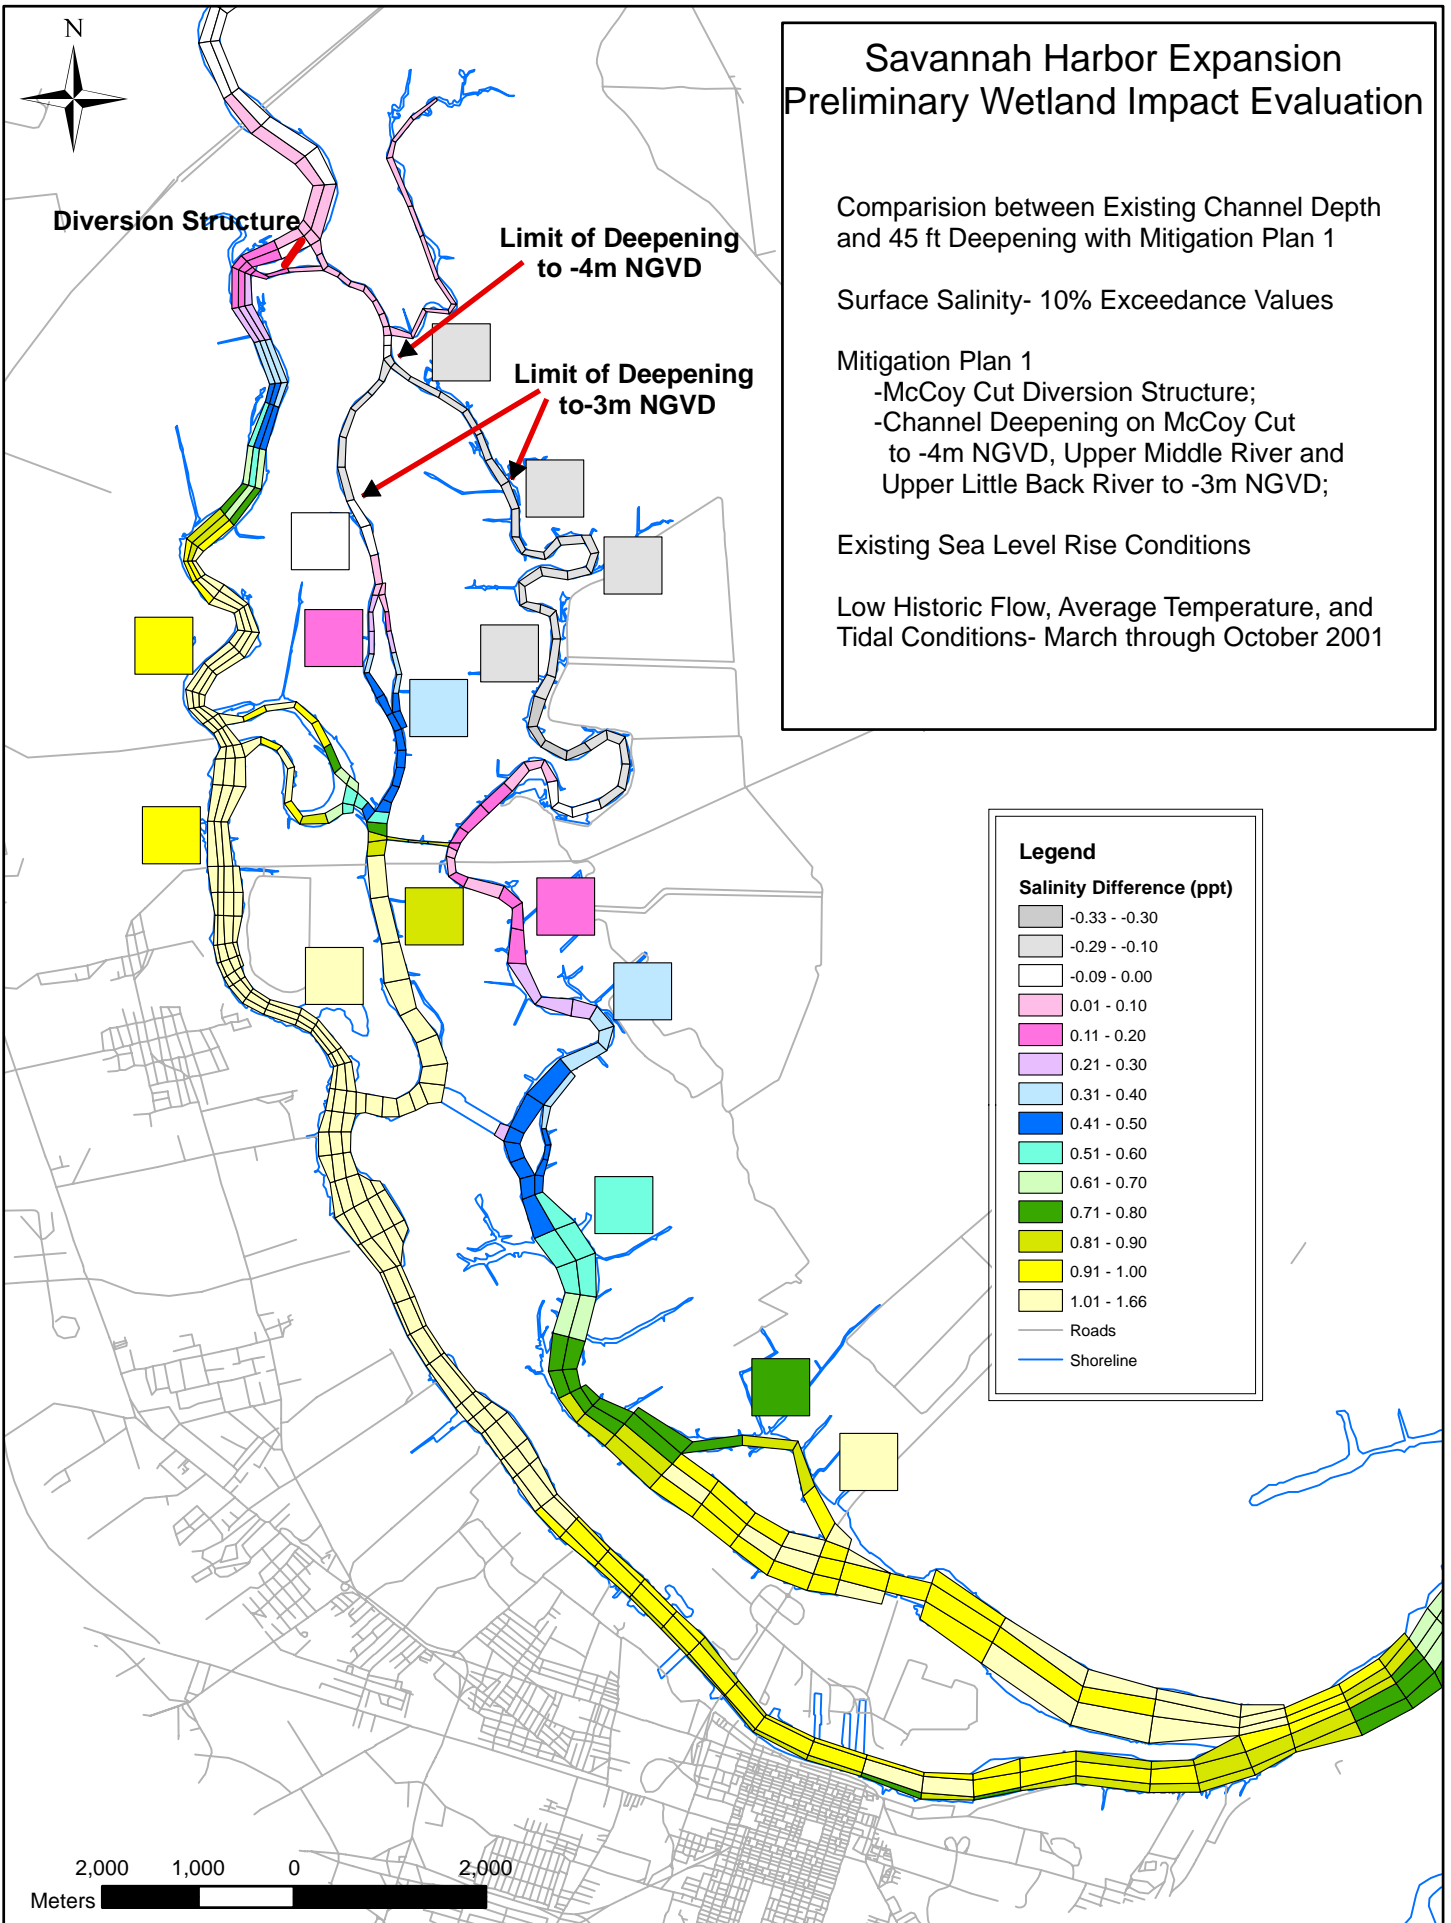 N
Savannah Harbor Expansion
Preliminary Wetland Impact Evaluation
Comparision between Existing Channel Depth
and 45 ft Deepening with Mitigation Plan 1
Surface Salinity- 10% Exceedance Values
Mitigation Plan 1
-McCoy Cut Diversion Structure;
-Channel Deepening on McCoy Cut
to -4m NGVD, Upper Middle River and
Upper Little Back River to -3m NGVD;
Existing Sea Level Rise Conditions
Low Historic Flow, Average Temperature, and
Tidal Conditions- March through October 2001
Diversion Structure
Limit of Deepening
to -4m NGVD
Limit of Deepening
to-3m NGVD
Legend
Salinity Difference (ppt)
-0.33 - -0.30
-0.29 - -0.10
-0.09 - 0.00
0.01 - 0.10
0.11 - 0.20
0.21 - 0.30
0.31 - 0.40
0.41 - 0.50
0.51 - 0.60
0.61 - 0.70
0.71 - 0.80
0.81 - 0.90
0.91 - 1.00
1.01 - 1.66
Roads
Shoreline
2,000 1,000 0 2,000
Meters